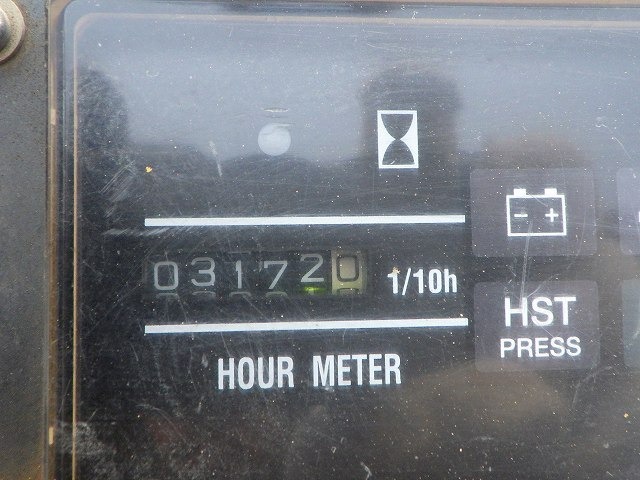 031720 1/10h
HOUR METER
- +
HST
PRESS